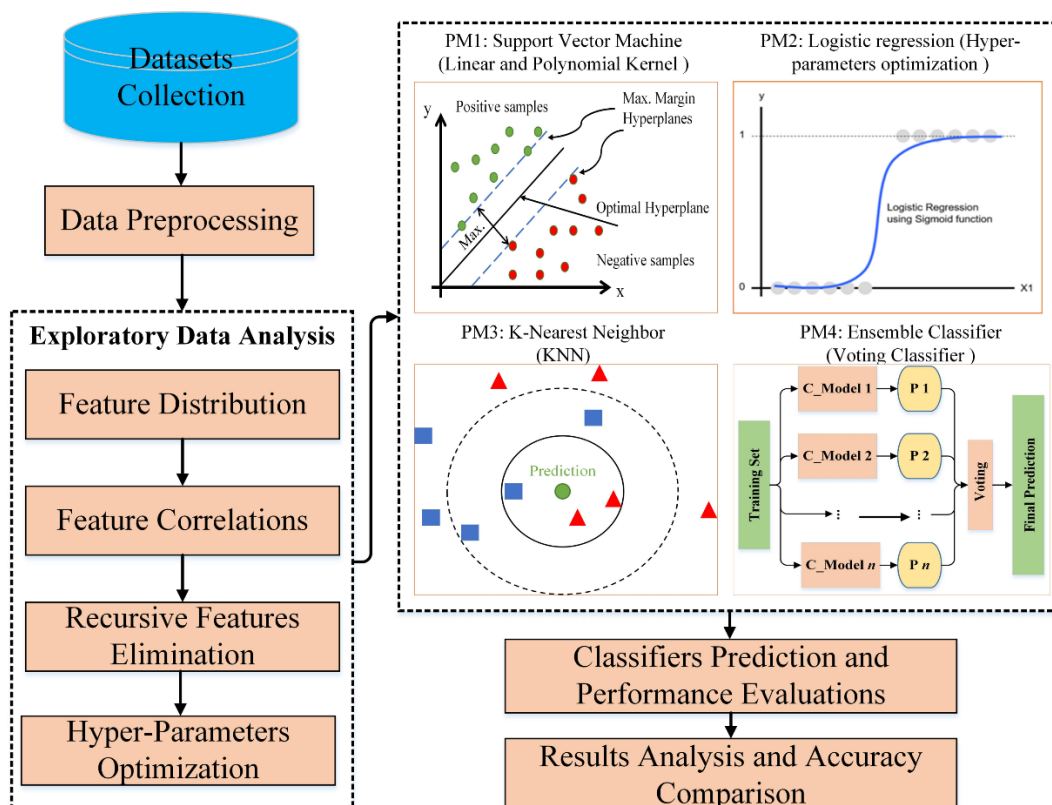 Datasets
Collection
Data Preprocessing
Exploratory Data Analysis
Feature Distribution
Feature Correlations
Recursive Features
Elimination
Hyper-Parameters
Optimization
PM1: Support Vector Machine
(Linear and Polynomial Kernel )
y
Positive samples
Max. Margin
Hyperplanes
Optimal Hyperplane
Max.
Negative samples
x
PM2: Logistic regression (Hyper-
parameters optimization )
y
1
Logistic Regression
using Sigmoid function
0
X1
PM3: K-Nearest Neighbor
(KNN)
Prediction
PM4: Ensemble Classifier
(Voting Classifier )
Training Set
C_Model 1
P 1
C_Model 2
P 2
⋮
⋮
C_Model n
P n
Voting
Final Prediction
Classifiers Prediction and
Performance Evaluations
Results Analysis and Accuracy
Comparison